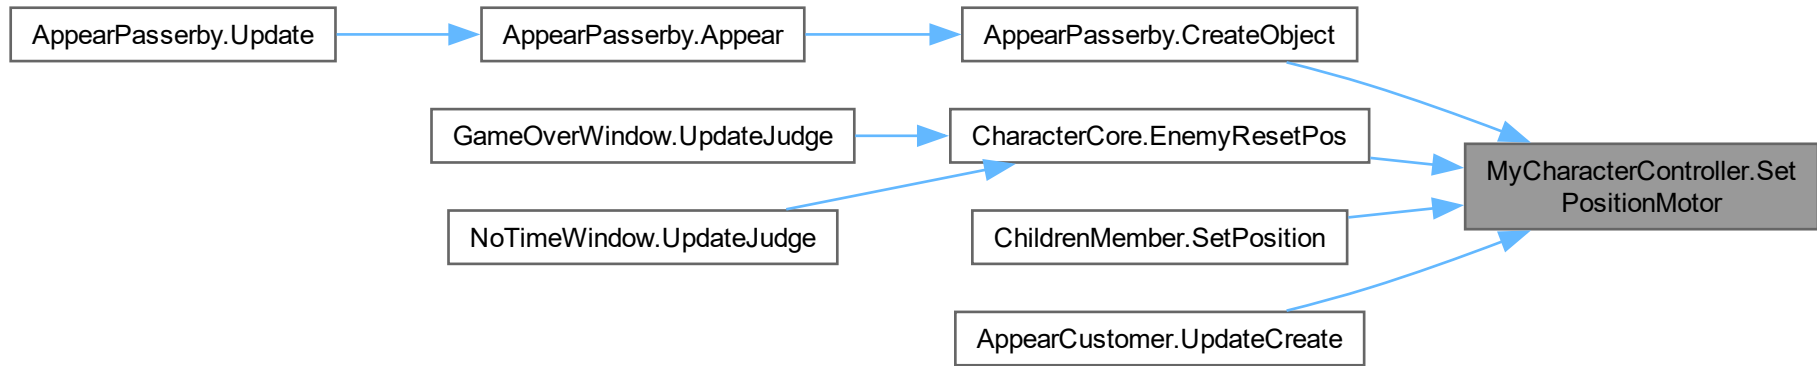 AppearPasserby.Update
AppearPasserby.Appear
AppearPasserby.CreateObject
GameOverWindow.UpdateJudge
CharacterCore.EnemyResetPos
MyCharacterController.Set
PositionMotor
NoTimeWindow.UpdateJudge
ChildrenMember.SetPosition
AppearCustomer.UpdateCreate